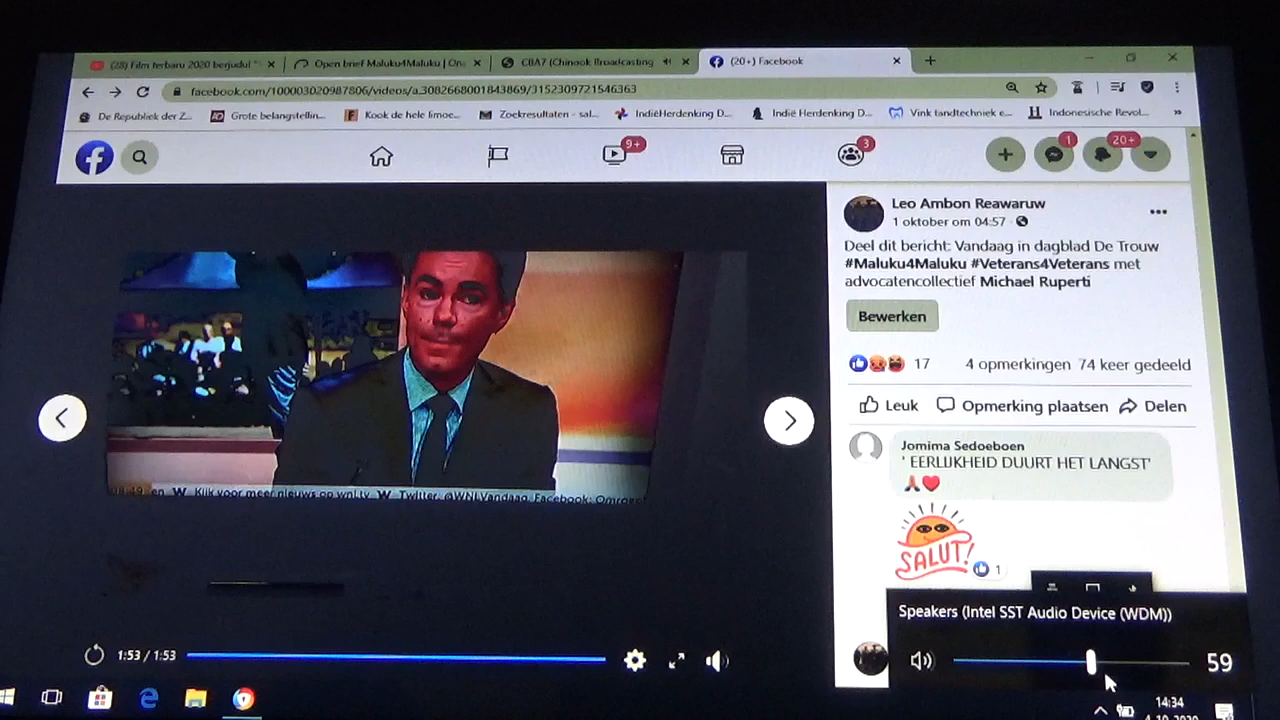 (28) Film terbaru 2020 berjudul "
Open brief Maluku4Maluku | On
CBA7 (Chinook Broadcasting
(20+) Facebook
facebook.com/100003020987806/videos/a.3082668001843869/3152309721546363
De Republiek der Z...
Grote belangstellin...
Kook de hele limoe...
Zoekresultaten - sal...
IndiëHerdenking D...
Indië Herdenking D...
Vink tandtechniek e...
Indonesische Revol...
»
9+
3
1
20+
Leo Ambon Reawaruw
1 oktober om 04:57
Deel dit bericht: Vandaag in dagblad De Trouw
#Maluku4Maluku #Veterans4Veterans met
advocatencollectief Michael Ruperti
Bewerken
17
4 opmerkingen 74 keer gedeeld
Leuk
Opmerking plaatsen
Delen
Jomima Sedoeboen
' EERLIJKHEID DUURT HET LANGST'
SALUT!
1
en W Kijk voor meer nieuws op wnl.tv W Twitter: @WNLVandaag, Facebook: Omroep
Speakers (Intel SST Audio Device (WDM))
59
1:53 / 1:53
14:34